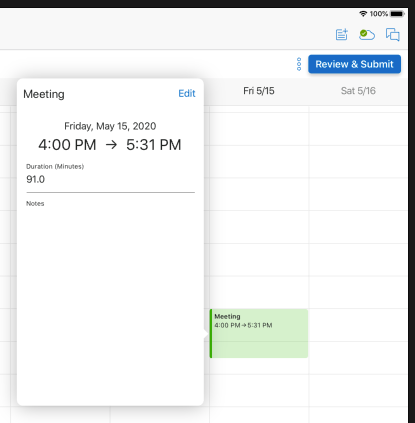 100%
Review & Submit
Meeting
Edit
Fri 5/15
Sat 5/16
Friday, May 15, 2020
4:00 PM → 5:31 PM
Duration (Minutes)
91.0
Notes
Meeting
4:00 PM→5:31 PM